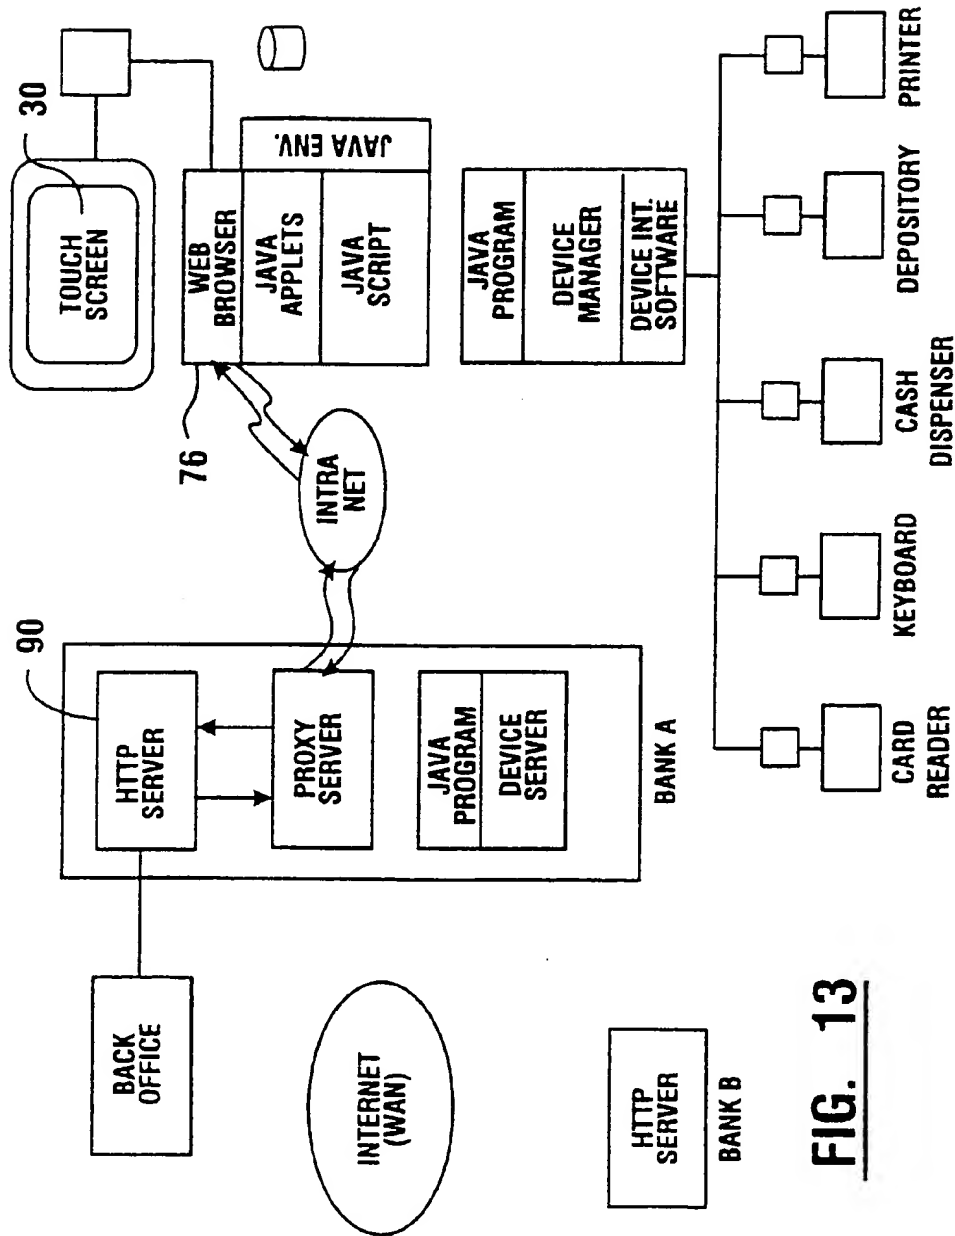 BACK
OFFICE
90
HTTP
SERVER
PROXY
SERVER
JAVA
PROGRAM
DEVICE
SERVER
BANK A
INTERNET
(WAN)
HTTP
SERVER
BANK B
INTRA
NET
76
30
TOUCH
SCREEN
WEB
BROWSER
JAVA
APPLETS
JAVA
SCRIPT
JAVA ENV.
JAVA
PROGRAM
DEVICE
MANAGER
DEVICE INT.
SOFTWARE
CARD
READER
KEYBOARD
CASH
DISPENSER
DEPOSITORY
PRINTER
FIG. 13